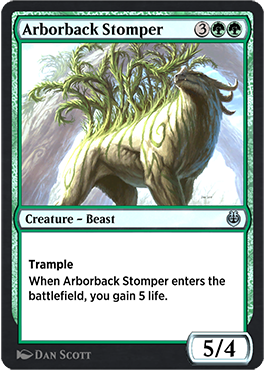 Arborback Stomper 3
Creature – Beast
Trample
When Arborback Stomper enters the
battlefield, you gain 5 life.
5/4
Dan Scott